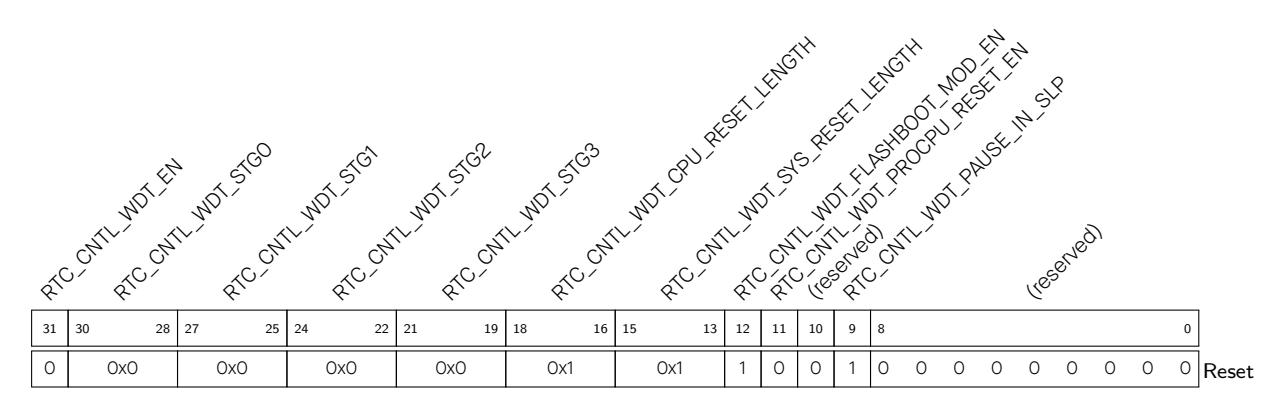 RTC_CNTL_WDT_EN
RTC_CNTL_WDT_STG0
RTC_CNTL_WDT_STG1
RTC_CNTL_WDT_STG2
RTC_CNTL_WDT_STG3
RTC_CNTL_WDT_CPU_RESET_LENGTH
RTC_CNTL_WDT_SYS_RESET_LENGTH
RTC_CNTL_WDT_FLASHBOOT_MOD_EN
RTC_CNTL_WDT_PROCPU_RESET_EN
(reserved)
RTC_CNTL_WDT_PAUSE_IN_SLP
(reserved)
31 30 28 27 25 24 22 21 19 18 16 15 13 12 11 10 9 8 0
0 0x0 0x0 0x0 0x0 0x1 0x1 1 0 0 1 0 0 0 0 0 0 0 0 0 Reset